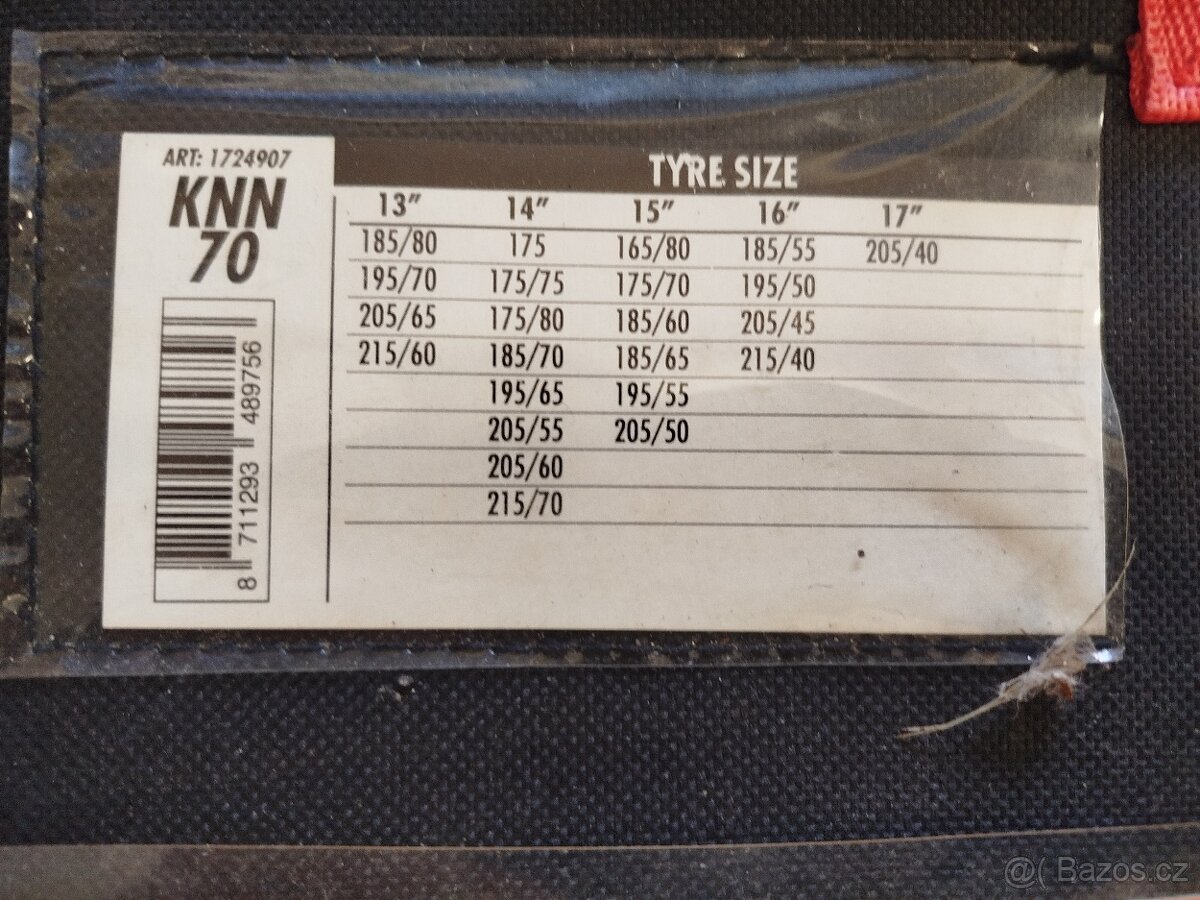 ART: 1724907
KNN
70
8 711293 489756
TYRE SIZE
13" 14" 15" 16" 17"
185/80 175 165/80 185/55 205/40
195/70 175/75 175/70 195/50
205/65 175/80 185/60 205/45
215/60 185/70 185/65 215/40
195/65 195/55
205/55 205/50
205/60
215/70
@( Bazos.cz